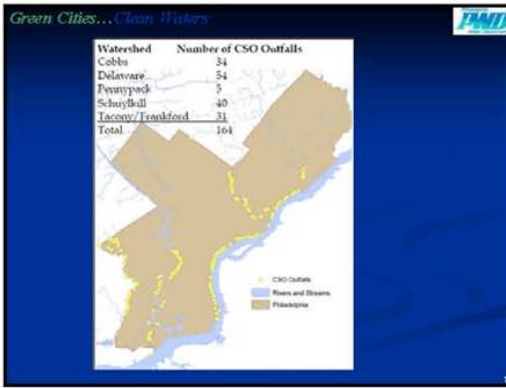 Green Cities…Clean Waters
PWD
Watershed Number of CSO Outfalls
Cobbs 34
Delaware 54
Pennypack 5
Schuylkill 40
Tacony/Frankford 31
Total 164
CSO Outfalls
Rivers and Streams
Philadelphia